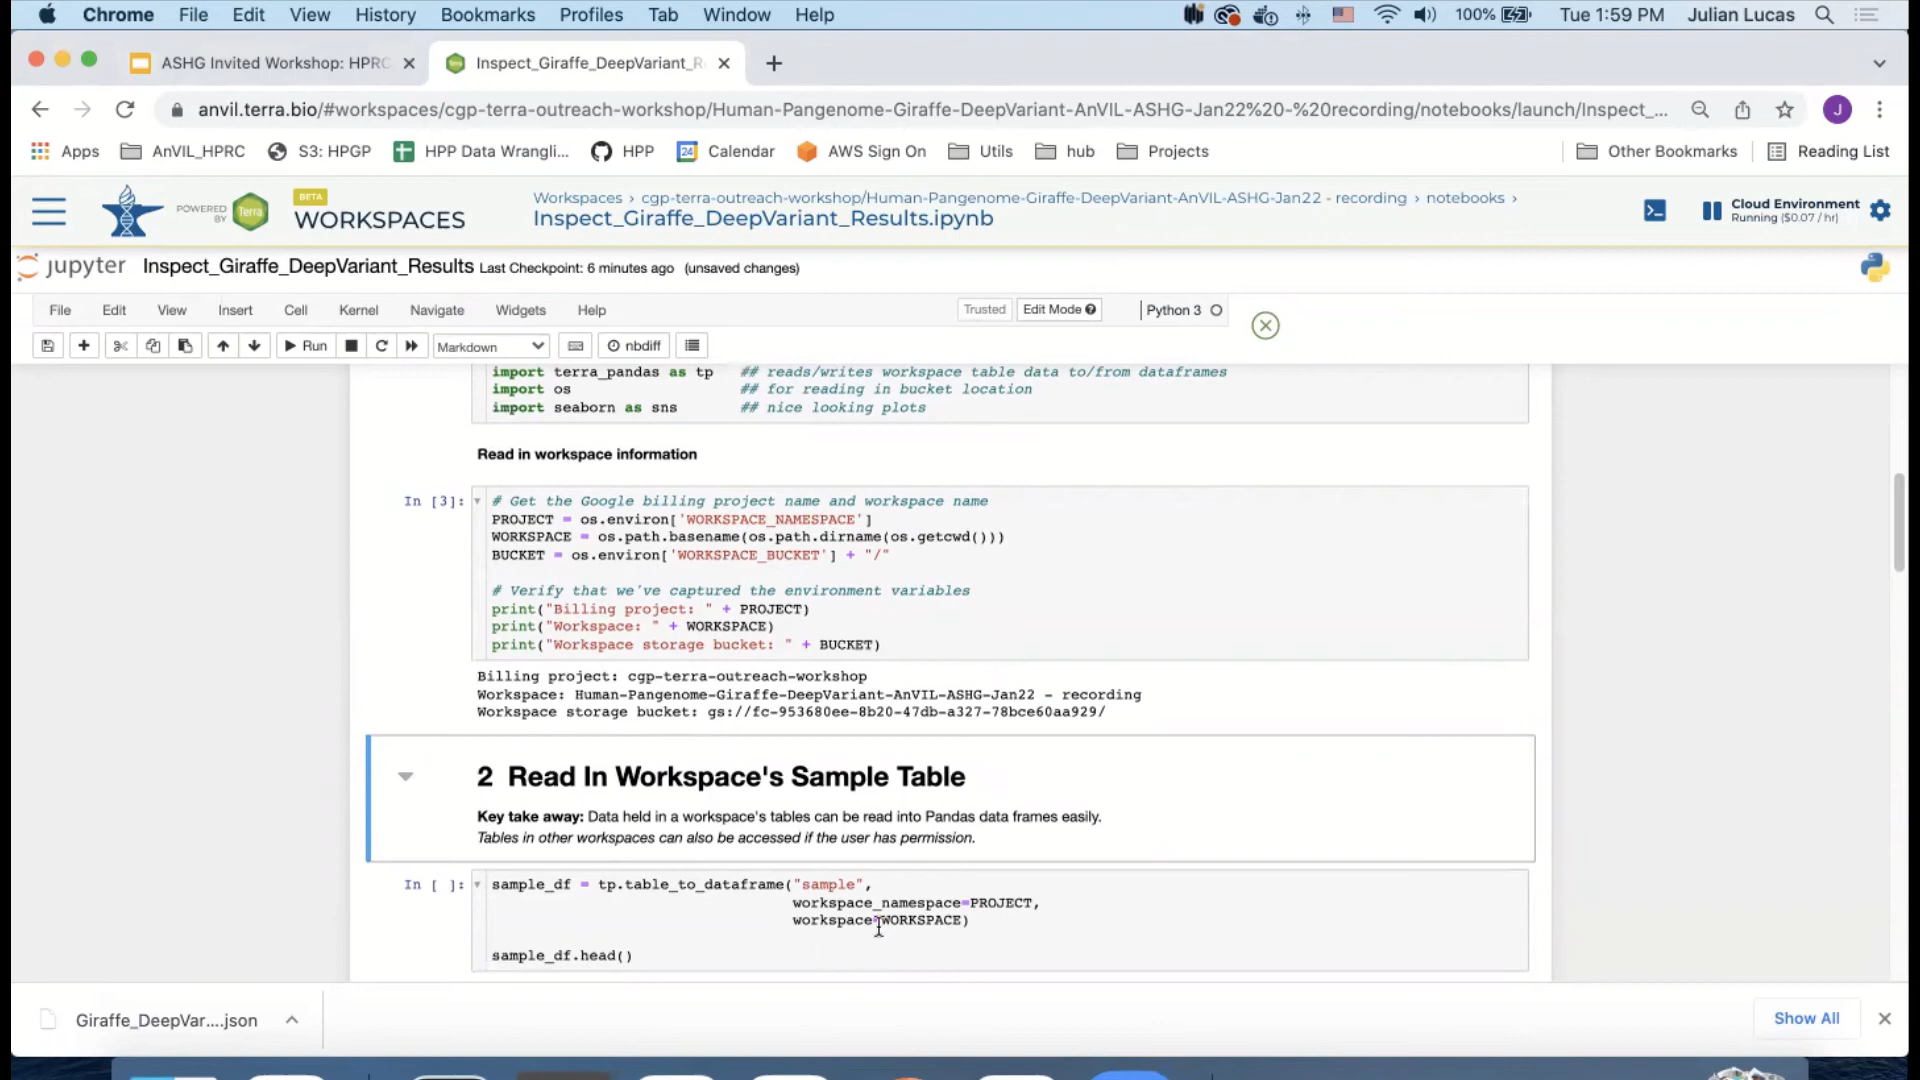 Chrome File Edit View History Bookmarks Profiles Tab Window Help 100% Tue 1:59 PM Julian Lucas
ASHG Invited Workshop: HPRC Inspect_Giraffe_DeepVariant_R
anvil.terra.bio/#workspaces/cgp-terra-outreach-workshop/Human-Pangenome-Giraffe-DeepVariant-AnVIL-ASHG-Jan22%20-%20recording/notebooks/launch/Inspect_... J
Apps AnVIL_HPRC S3: HPGP HPP Data Wrangli... HPP 24 Calendar AWS Sign On Utils hub Projects Other Bookmarks Reading List
POWERED BY Terra BETA WORKSPACES
Workspaces › cgp-terra-outreach-workshop/Human-Pangenome-Giraffe-DeepVariant-AnVIL-ASHG-Jan22 - recording › notebooks ›
Inspect_Giraffe_DeepVariant_Results.ipynb
Cloud Environment
Running ($0.07 / hr)
jupyter Inspect_Giraffe_DeepVariant_Results Last Checkpoint: 6 minutes ago (unsaved changes)
File Edit View Insert Cell Kernel Navigate Widgets Help Trusted Edit Mode Python 3
Run Markdown nbdiff
import terra_pandas as tp ## reads/writes workspace table data to/from dataframes
import os ## for reading in bucket location
import seaborn as sns ## nice looking plots
Read in workspace information
In [3]: # Get the Google billing project name and workspace name
PROJECT = os.environ['WORKSPACE_NAMESPACE']
WORKSPACE = os.path.basename(os.path.dirname(os.getcwd()))
BUCKET = os.environ['WORKSPACE_BUCKET'] + "/"
# Verify that we've captured the environment variables
print("Billing project: " + PROJECT)
print("Workspace: " + WORKSPACE)
print("Workspace storage bucket: " + BUCKET)
Billing project: cgp-terra-outreach-workshop
Workspace: Human-Pangenome-Giraffe-DeepVariant-AnVIL-ASHG-Jan22 - recording
Workspace storage bucket: gs://fc-953680ee-8b20-47db-a327-78bce60aa929/
2 Read In Workspace's Sample Table
Key take away: Data held in a workspace's tables can be read into Pandas data frames easily.
Tables in other workspaces can also be accessed if the user has permission.
In [ ]: sample_df = tp.table_to_dataframe("sample",
workspace_namespace=PROJECT,
workspace=WORKSPACE)
sample_df.head()
Giraffe_DeepVar....json Show All